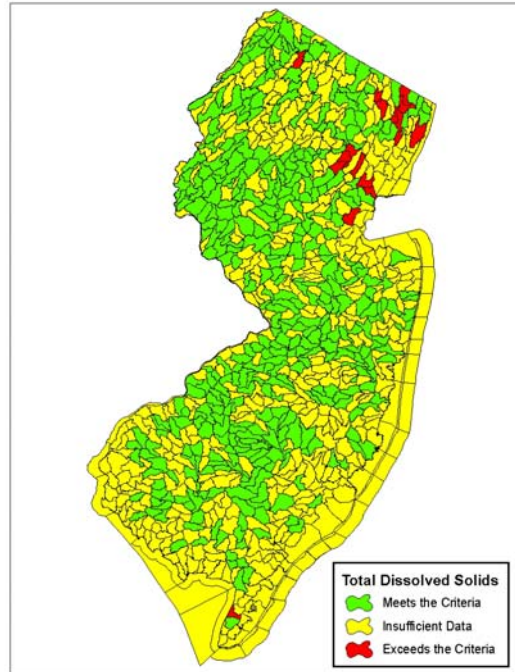 Total Dissolved Solids
Meets the Criteria
Insufficient Data
Exceeds the Criteria